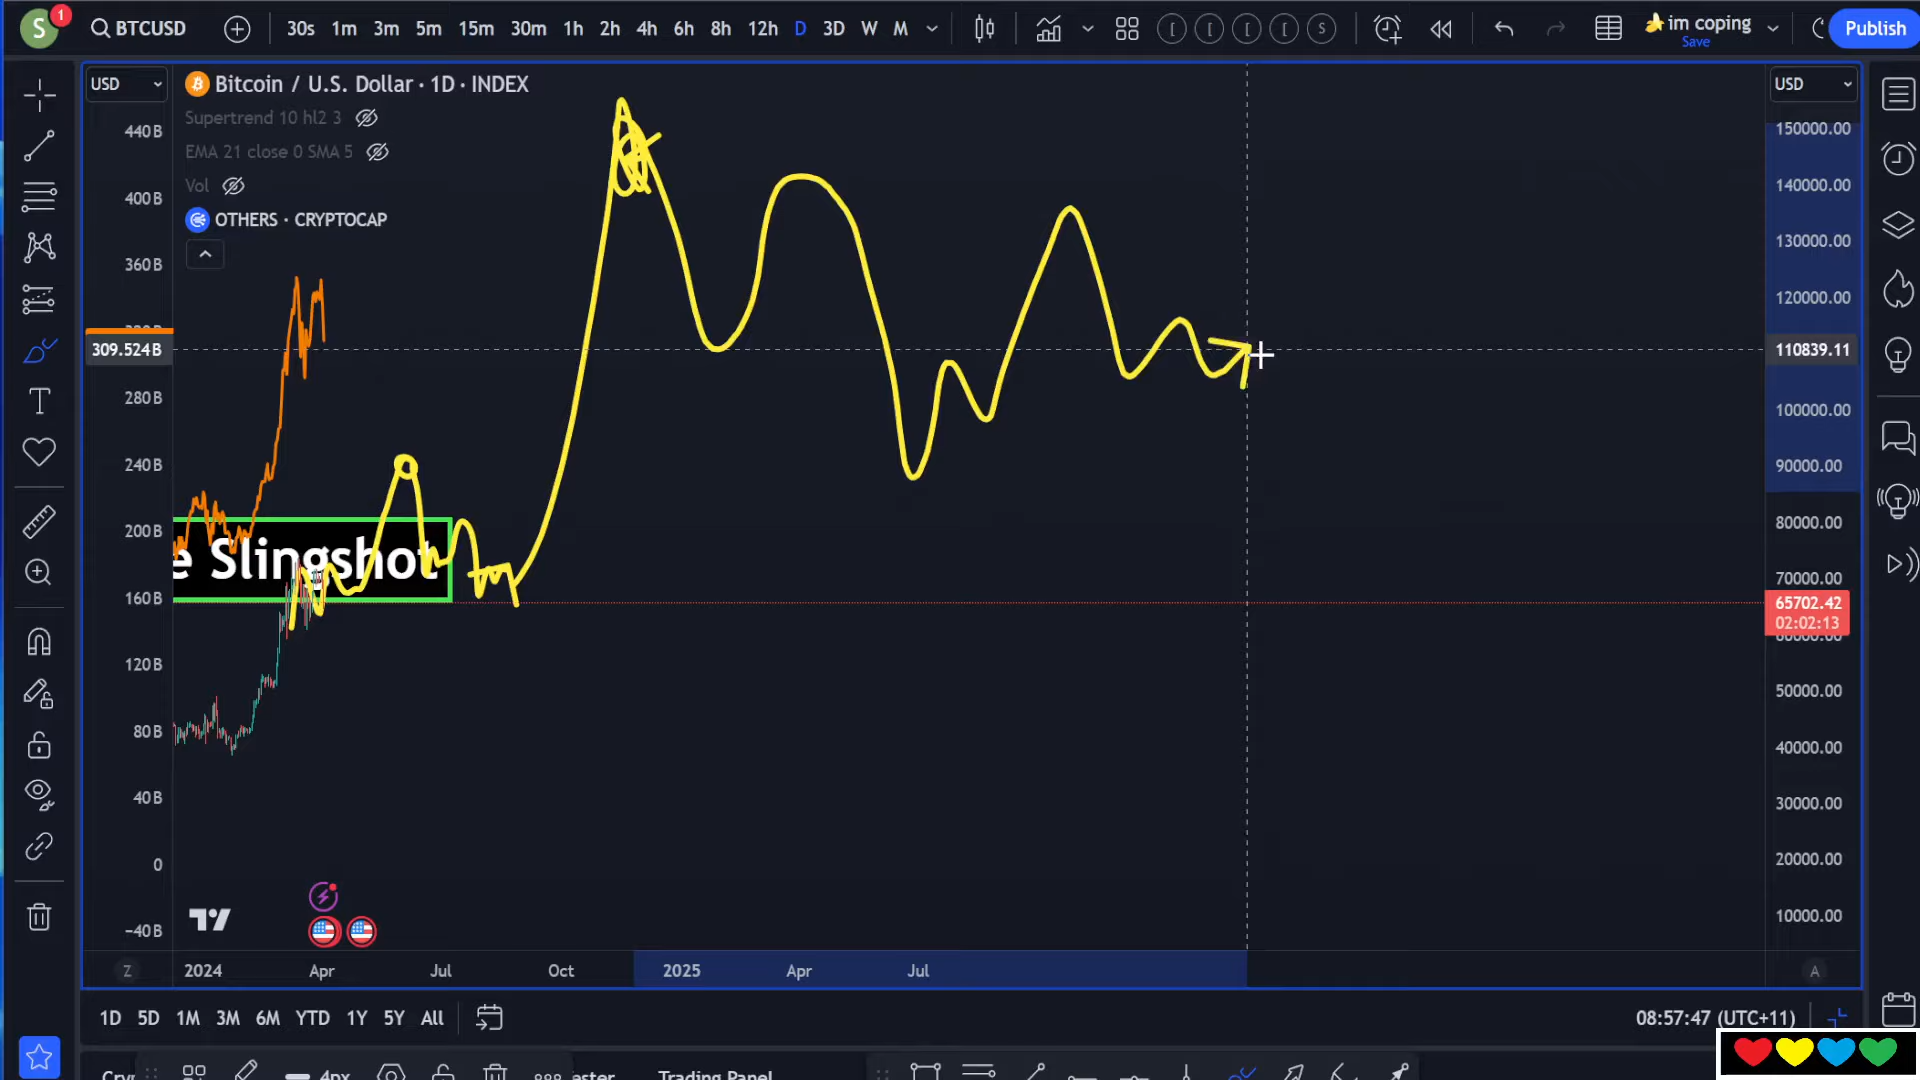 S 1 BTCUSD 30s 1m 3m 5m 15m 30m 1h 2h 4h 6h 8h 12h D 3D W M S im coping Save Publish
USD Bitcoin / U.S. Dollar · 1D · INDEX USD
Supertrend 10 hl2 3
EMA 21 close 0 SMA 5
Vol
OTHERS · CRYPTOCAP
440B
400B
360B
309.524B
280B
240B
200B
160B
120B
80B
40B
0
−40B
e Slingshot
150000.00
140000.00
130000.00
120000.00
110839.11
100000.00
90000.00
80000.00
70000.00
65702.42
02:02:13
50000.00
40000.00
30000.00
20000.00
10000.00
Z 2024 Apr Jul Oct 2025 Apr Jul A
1D 5D 1M 3M 6M YTD 1Y 5Y All 08:57:47 (UTC+11)
4px Trading Panel